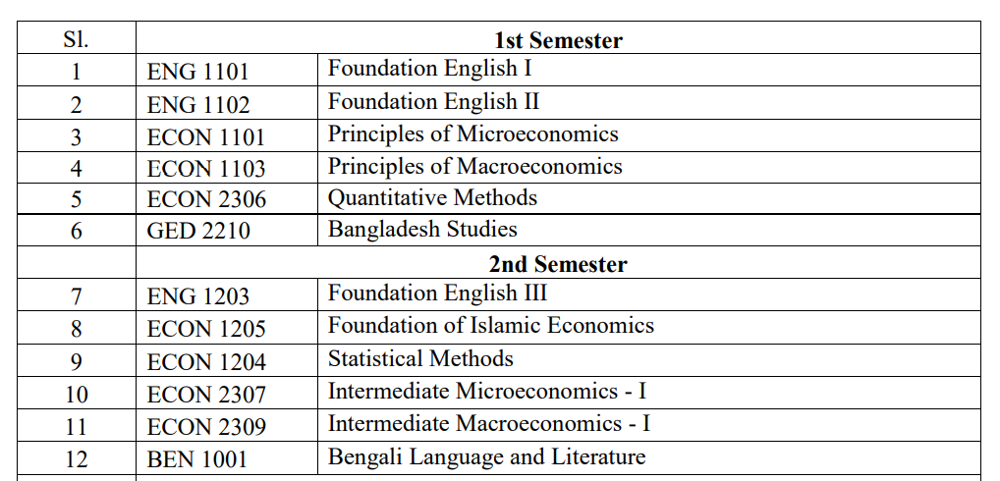 Sl. 1st Semester
1 ENG 1101 Foundation English I
2 ENG 1102 Foundation English II
3 ECON 1101 Principles of Microeconomics
4 ECON 1103 Principles of Macroeconomics
5 ECON 2306 Quantitative Methods
6 GED 2210 Bangladesh Studies
2nd Semester
7 ENG 1203 Foundation English III
8 ECON 1205 Foundation of Islamic Economics
9 ECON 1204 Statistical Methods
10 ECON 2307 Intermediate Microeconomics - I
11 ECON 2309 Intermediate Macroeconomics - I
12 BEN 1001 Bengali Language and Literature